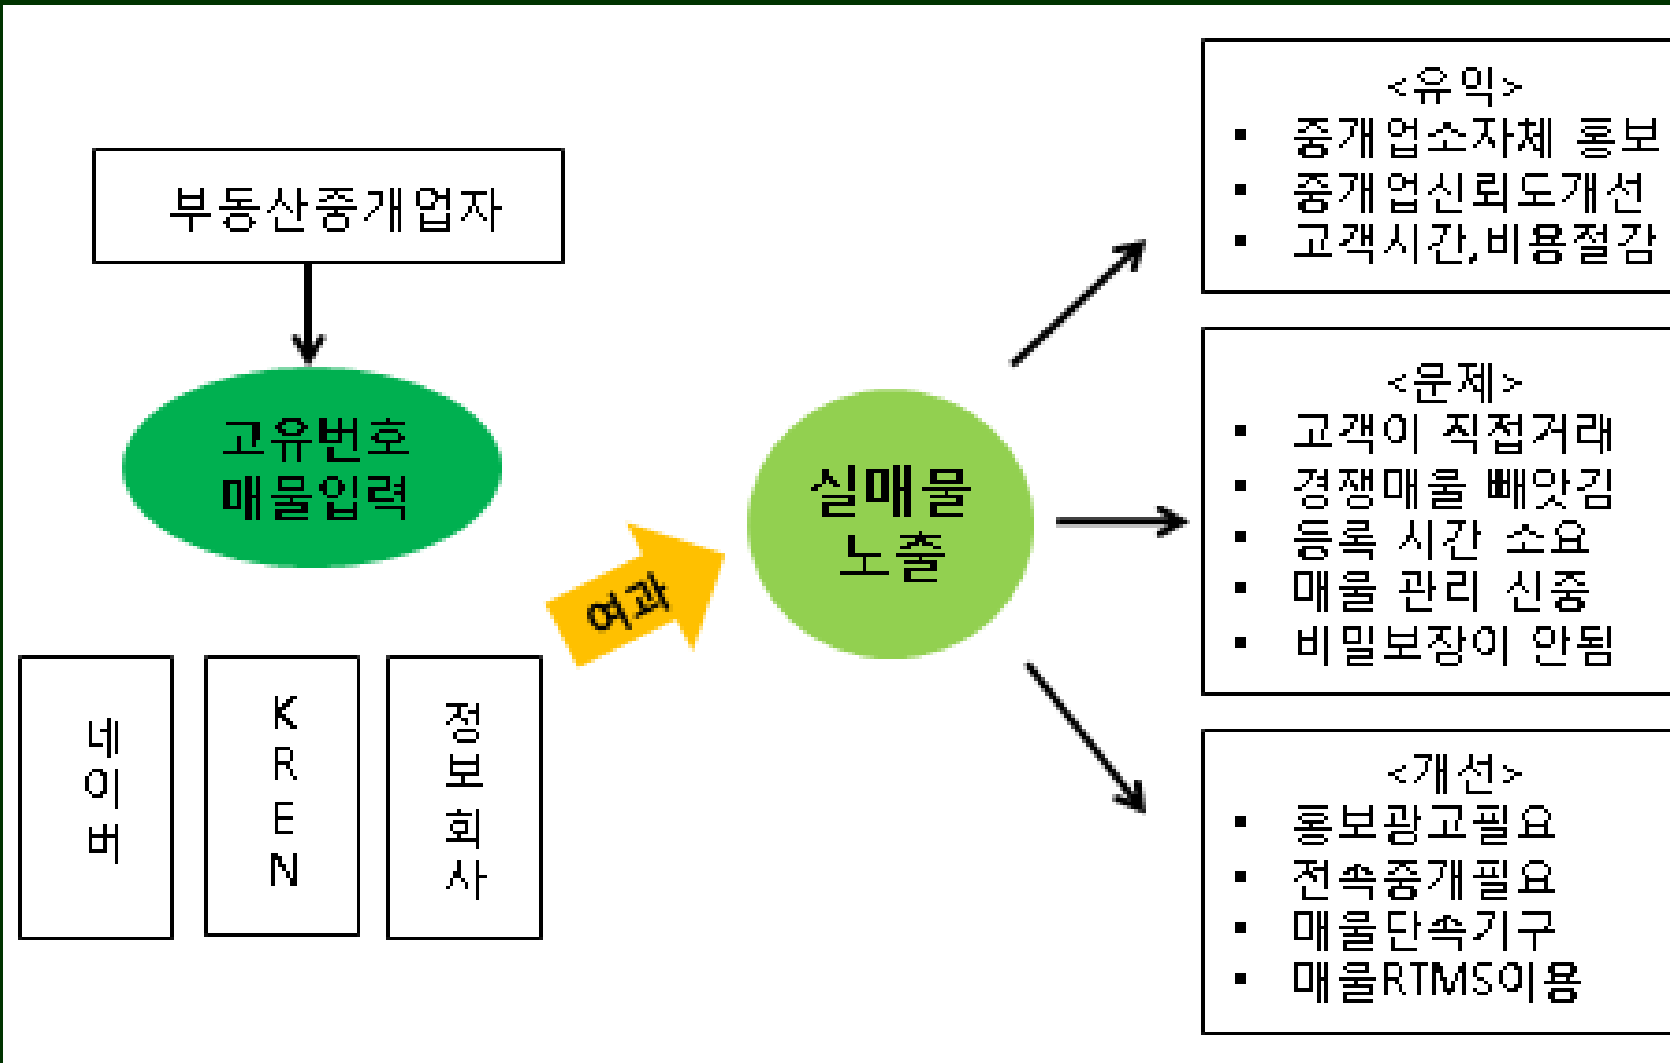 부동산중개업자
고유번호
매물입력
네이버
KREN
정보회사
여과
실매물
노출
<유익>
▪ 중개업소자체 홍보
▪ 중개업신뢰도개선
▪ 고객시간,비용절감
<문제>
▪ 고객이 직접거래
▪ 경쟁매물 빼앗김
▪ 등록 시간 소요
▪ 매물 관리 신중
▪ 비밀보장이 안됨
<개선>
▪ 홍보광고필요
▪ 전속중개필요
▪ 매물단속기구
▪ 매물RTMS이용